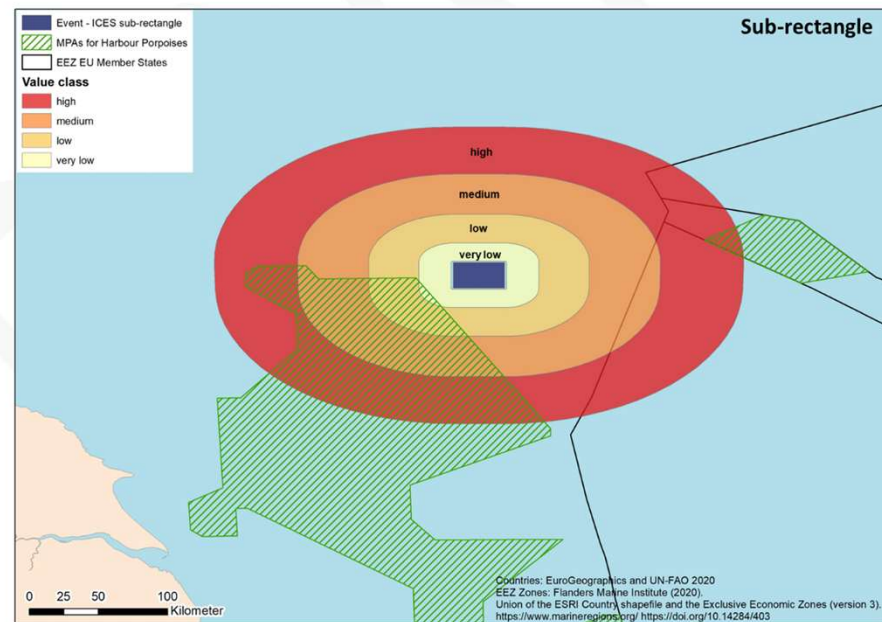 Sub-rectangle
Event - ICES sub-rectangle
MPAs for Harbour Porpoises
EEZ EU Member States
Value class
high
medium
low
very low
high
medium
low
very low
0 25 50 100
Kilometer
Countries: EuroGeographics and UN-FAO 2020
EEZ Zones: Flanders Marine Institute (2020).
Union of the ESRI Country shapefile and the Exclusive Economic Zones (version 3).
https://www.marineregions.org/ https://doi.org/10.14284/403